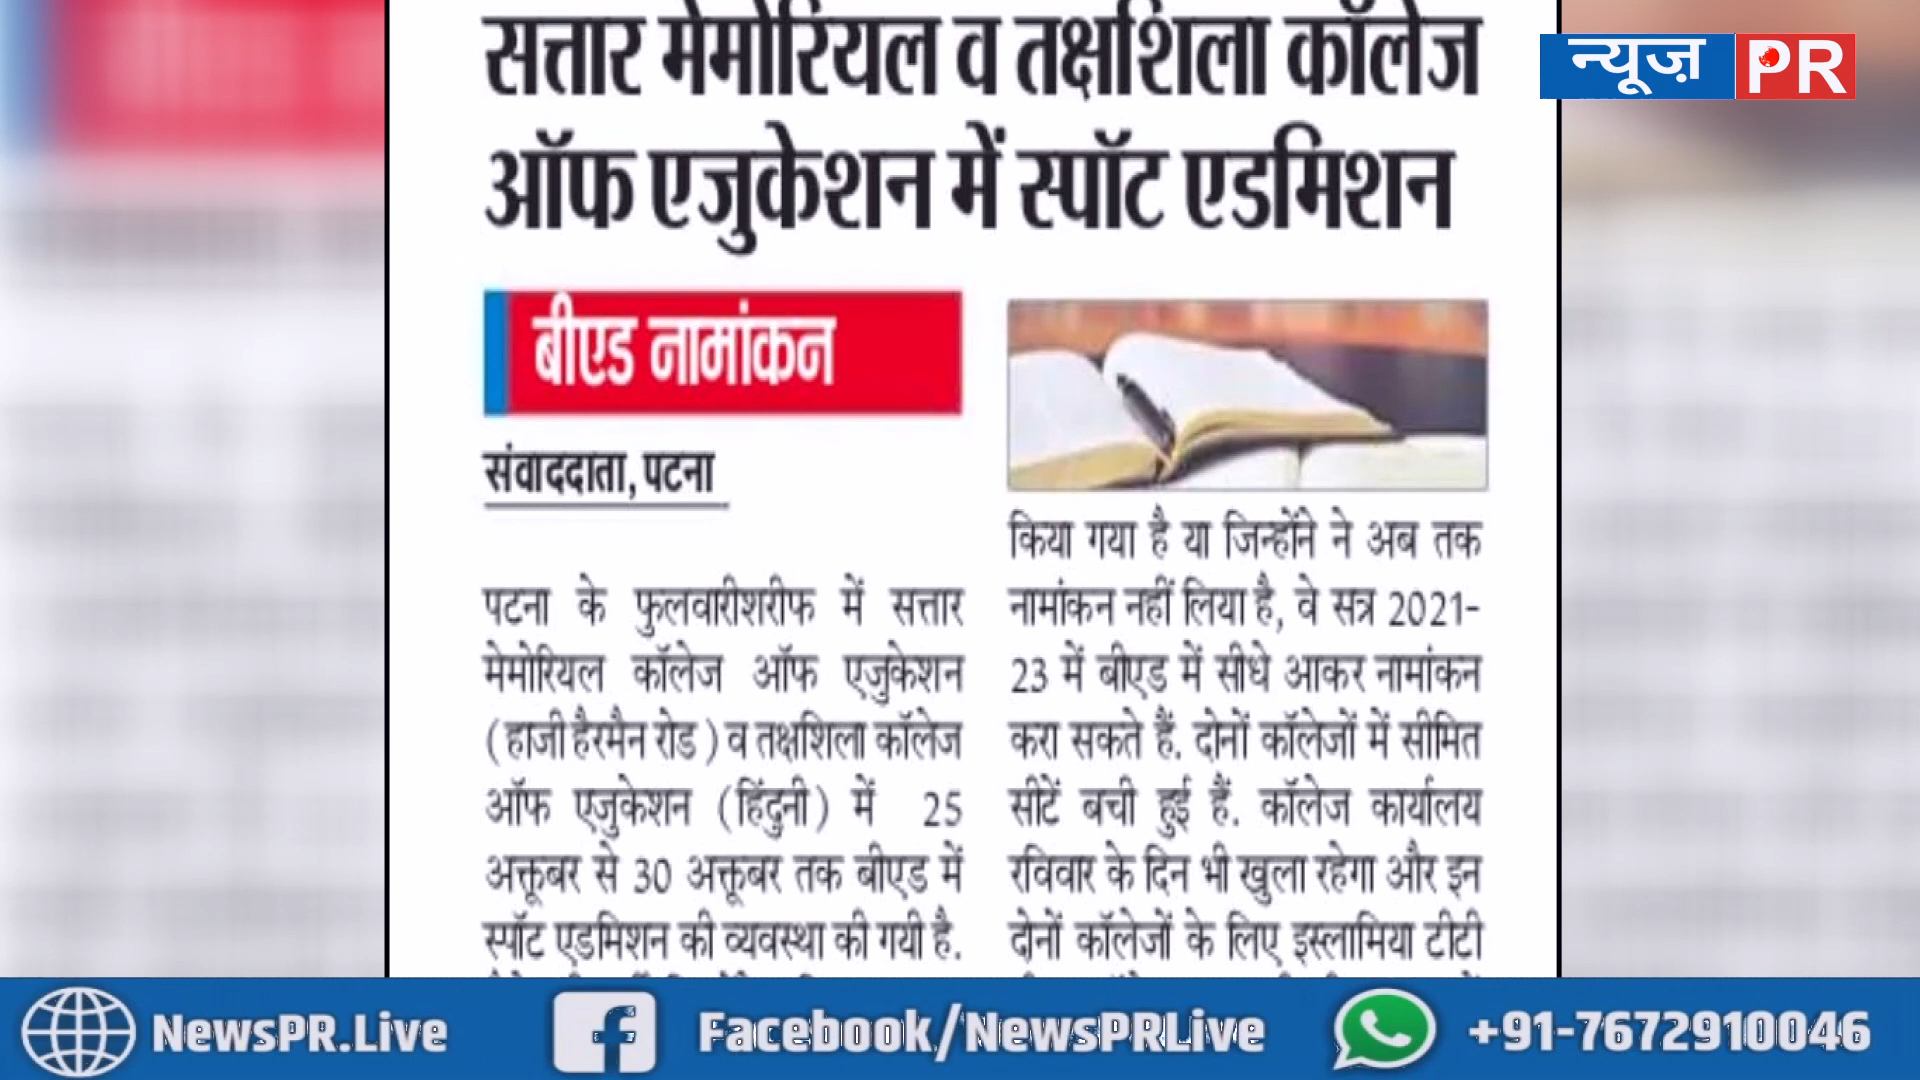 सत्तार मेमोरियल व तक्षशिला कॉलेज
ऑफ एजुकेशन में स्पॉट एडमिशन
न्यूज़ PR
बीएड नामांकन
संवाददाता, पटना
पटना के फुलवारीशरीफ में सत्तार
मेमोरियल कॉलेज ऑफ एजुकेशन
( हाजी हैरमैन रोड ) व तक्षशिला कॉलेज
ऑफ एजुकेशन (हिंदुनी) में 25
अक्तूबर से 30 अक्तूबर तक बीएड में
स्पॉट एडमिशन की व्यवस्था की गयी है.
किया गया है या जिन्होंने ने अब तक
नामांकन नहीं लिया है, वे सत्र 2021-
23 में बीएड में सीधे आकर नामांकन
करा सकते हैं. दोनों कॉलेजों में सीमित
सीटें बची हुई हैं. कॉलेज कार्यालय
रविवार के दिन भी खुला रहेगा और इन
दोनों कॉलेजों के लिए इस्लामिया टीटी
NewsPR.Live
Facebook/NewsPRLive
+91-7672910046